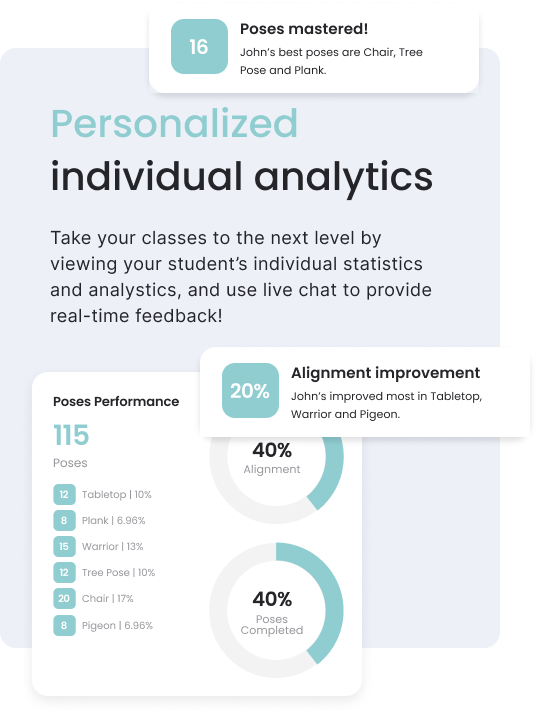 16
Poses mastered!
John's best poses are Chair, Tree
Pose and Plank.
Personalized
individual analytics
Take your classes to the next level by
viewing your student's individual statistics
and analystics, and use live chat to provide
real-time feedback!
20%
Alignment improvement
John's improved most in Tabletop,
Warrior and Pigeon.
Poses Performance
115
Poses
12 Tabletop | 10%
8 Plank | 6.96%
15 Warrior | 13%
12 Tree Pose | 10%
20 Chair | 17%
8 Pigeon | 6.96%
40%
Alignment
40%
Poses
Completed